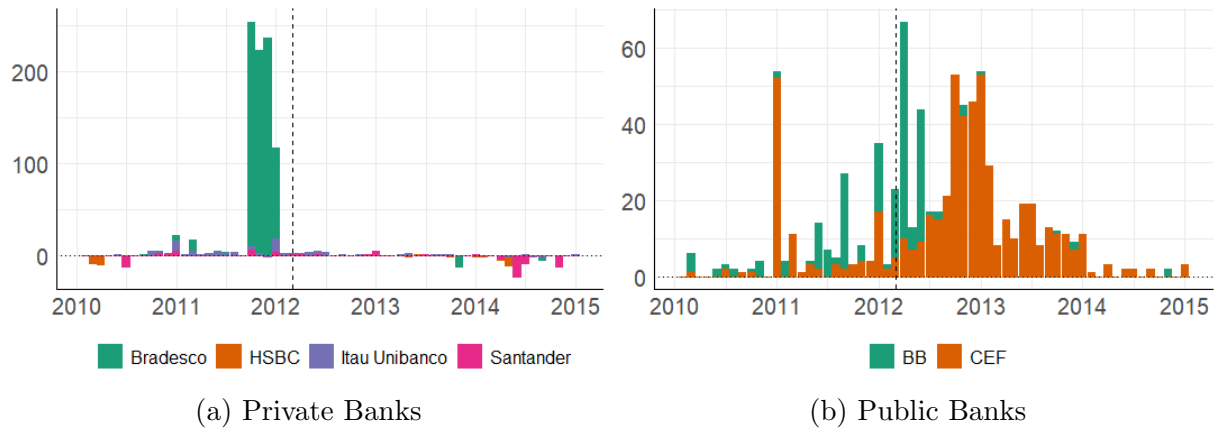 200
100
0
2010 2011 2012 2013 2014 2015
Bradesco HSBC Itau Unibanco Santander
(a) Private Banks
60
40
20
0
2010 2011 2012 2013 2014 2015
BB CEF
(b) Public Banks